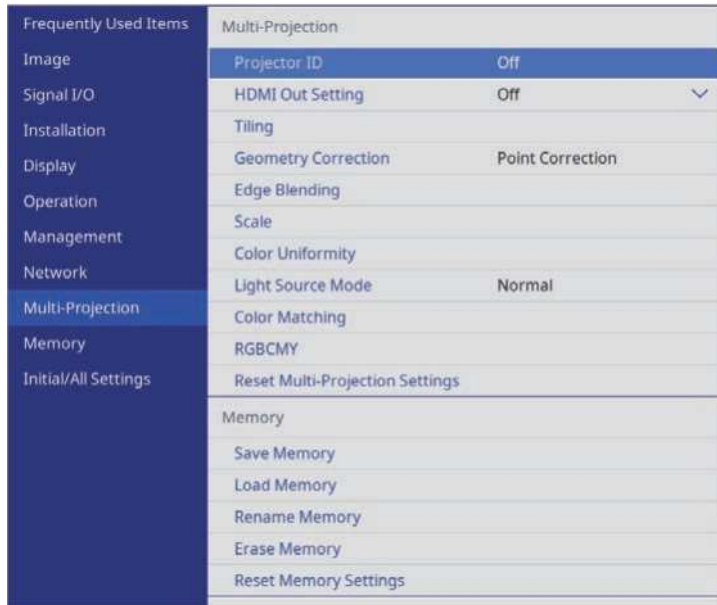 Frequently Used Items
Image
Signal I/O
Installation
Display
Operation
Management
Network
Multi-Projection
Memory
Initial/All Settings
Multi-Projection
Projector ID Off
HDMI Out Setting Off
Tiling
Geometry Correction Point Correction
Edge Blending
Scale
Color Uniformity
Light Source Mode Normal
Color Matching
RGBCMY
Reset Multi-Projection Settings
Memory
Save Memory
Load Memory
Rename Memory
Erase Memory
Reset Memory Settings